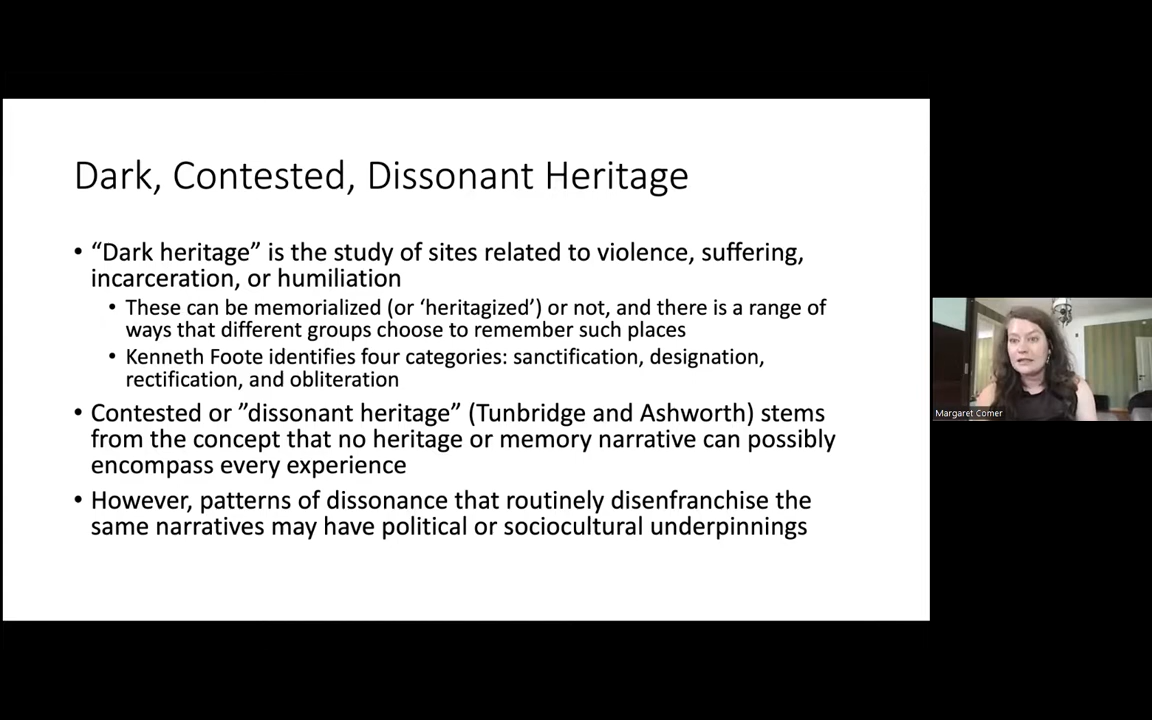 Dark, Contested, Dissonant Heritage
• “Dark heritage” is the study of sites related to violence, suffering,
incarceration, or humiliation
• These can be memorialized (or ‘heritagized’) or not, and there is a range of
ways that different groups choose to remember such places
• Kenneth Foote identifies four categories: sanctification, designation,
rectification, and obliteration
• Contested or ”dissonant heritage” (Tunbridge and Ashworth) stems
from the concept that no heritage or memory narrative can possibly
encompass every experience
• However, patterns of dissonance that routinely disenfranchise the
same narratives may have political or sociocultural underpinnings
Margaret Comer